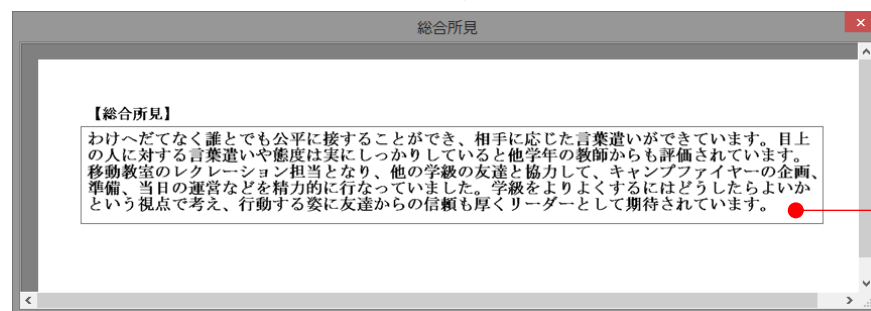 総合所見
【総合所見】
わけへだてなく誰とでも公平に接することができ、相手に応じた言葉遣いができています。目上
の人に対する言葉遣いや態度は実にしっかりしていると他学年の教師からも評価されています。
移動教室のレクレーション担当となり、他の学級の友達と協力して、キャンプファイヤーの企画、
準備、当日の運営などを精力的に行なっていました。学級をよりよくするにはどうしたらよいか
という視点で考え、行動する姿に友達からの信頼も厚くリーダーとして期待されています。